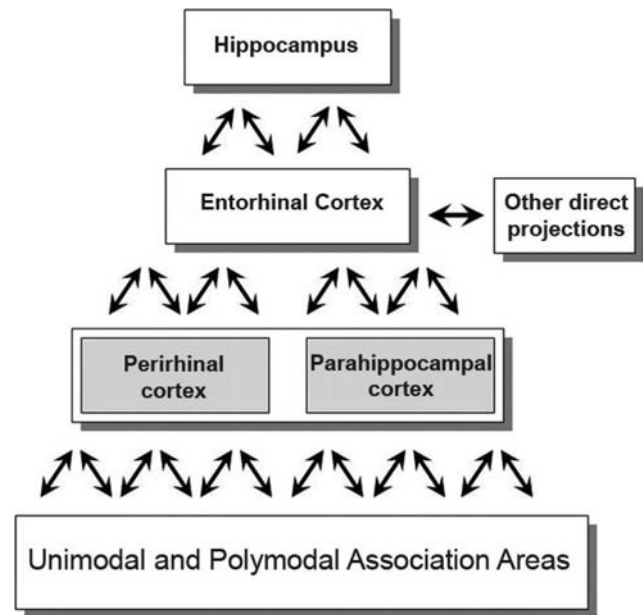 Hippocampus
Entorhinal Cortex
Other direct
projections
Perirhinal
cortex
Parahippocampal
cortex
Unimodal and Polymodal Association Areas